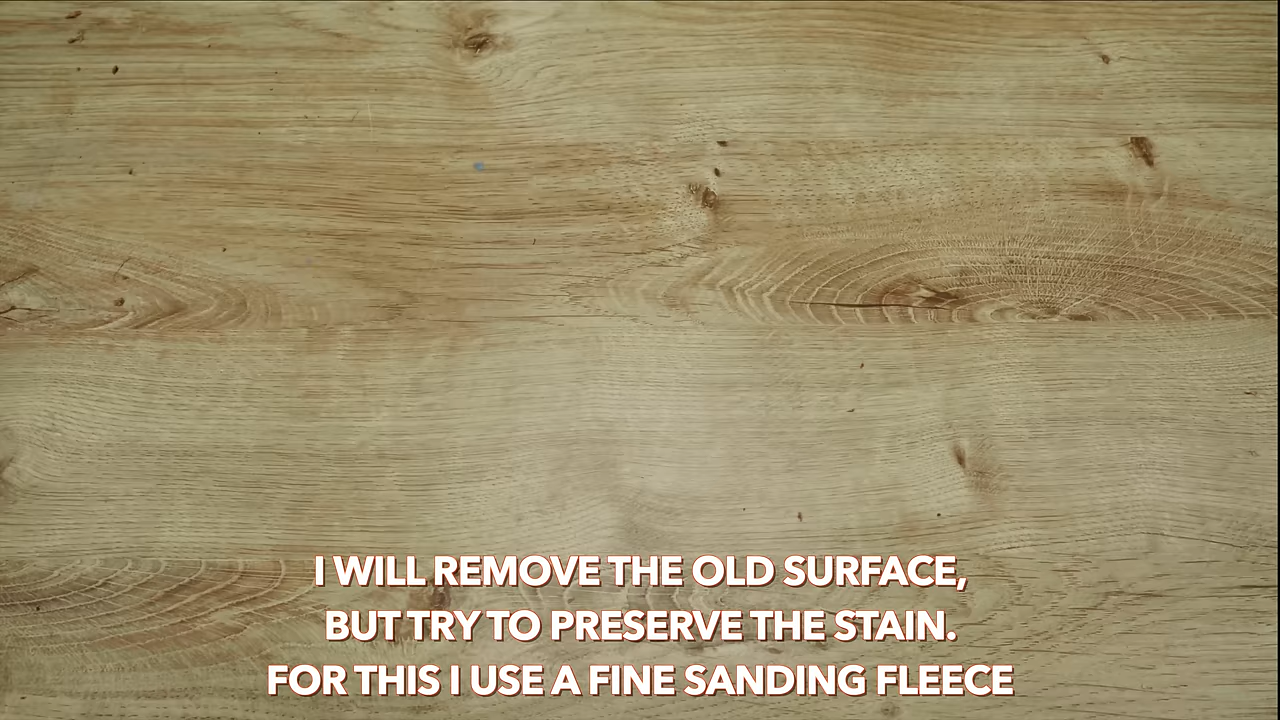 I WILL REMOVE THE OLD SURFACE,
BUT TRY TO PRESERVE THE STAIN.
FOR THIS I USE A FINE SANDING FLEECE